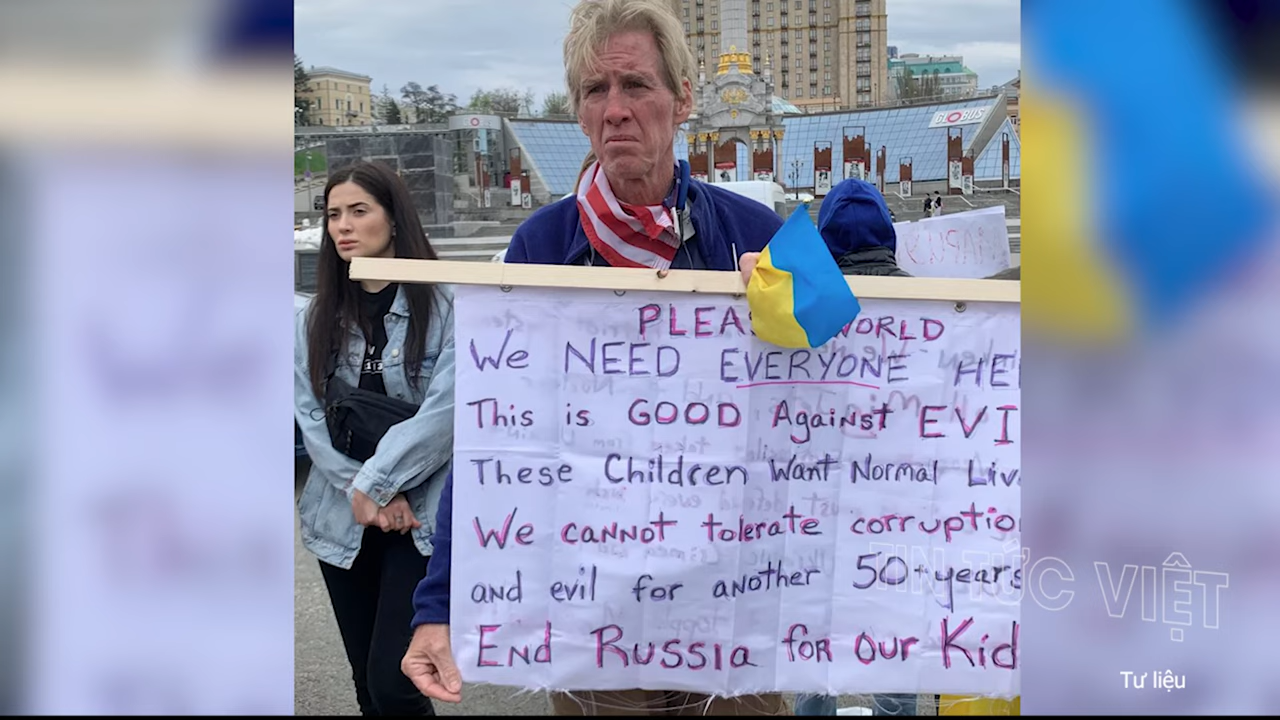 GLOBUS
PLEAS WORLD
We NEED EVERYONE HE
This is GOOD Against EVI
These Children Want Normal Liv
We cannot tolerate corruptio
and evil for another 50+ years
End Russia for our Kid
TIN TỨC VIỆT
Tư liệu